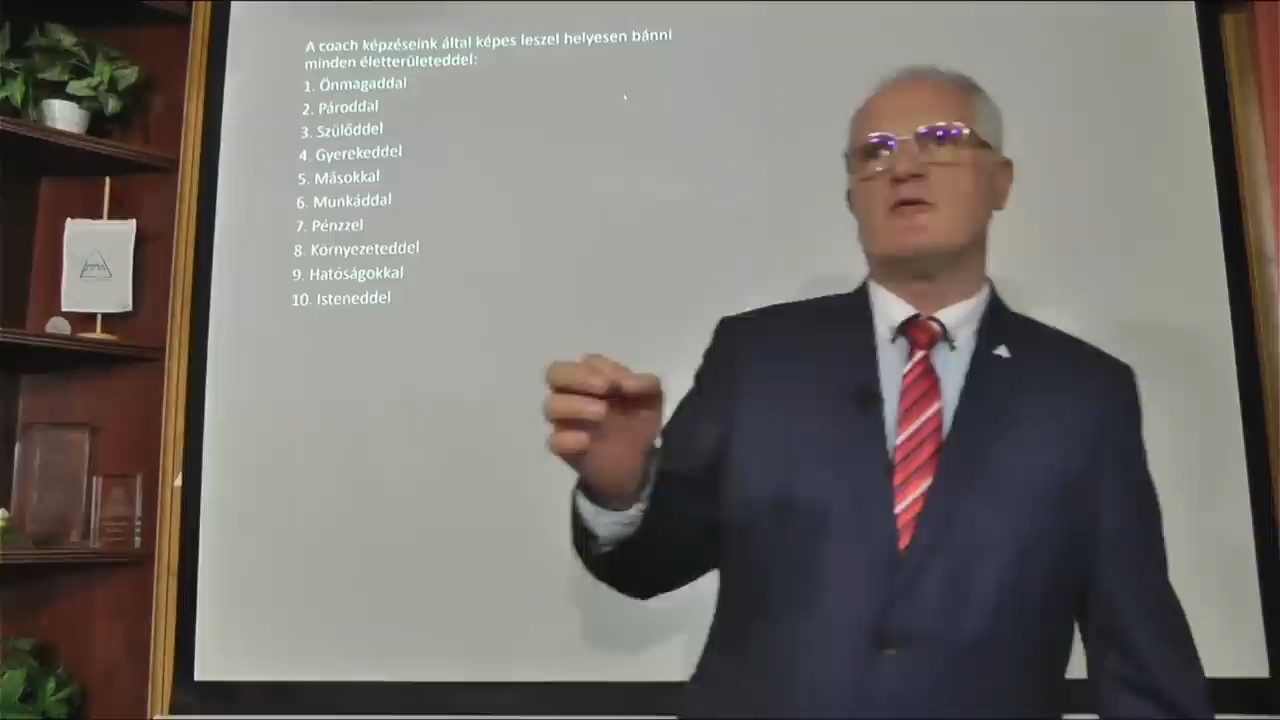 A coach képzéseink által képes leszel helyesen bánni
minden életterületeddel:
1. Önmagaddal
2. Pároddal
3. Szülőddel
4. Gyerekeddel
5. Másokkal
6. Munkáddal
7. Pénzzel
8. Környezeteddel
9. Hatóságokkal
10. Isteneddel